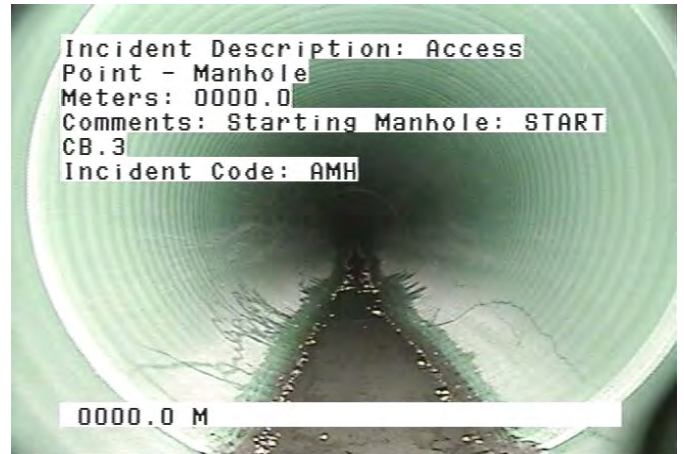 Incident Description: Access
Point - Manhole
Meters: 0000.0
Comments: Starting Manhole: START
CB.3
Incident Code: AMH
0000.0 M